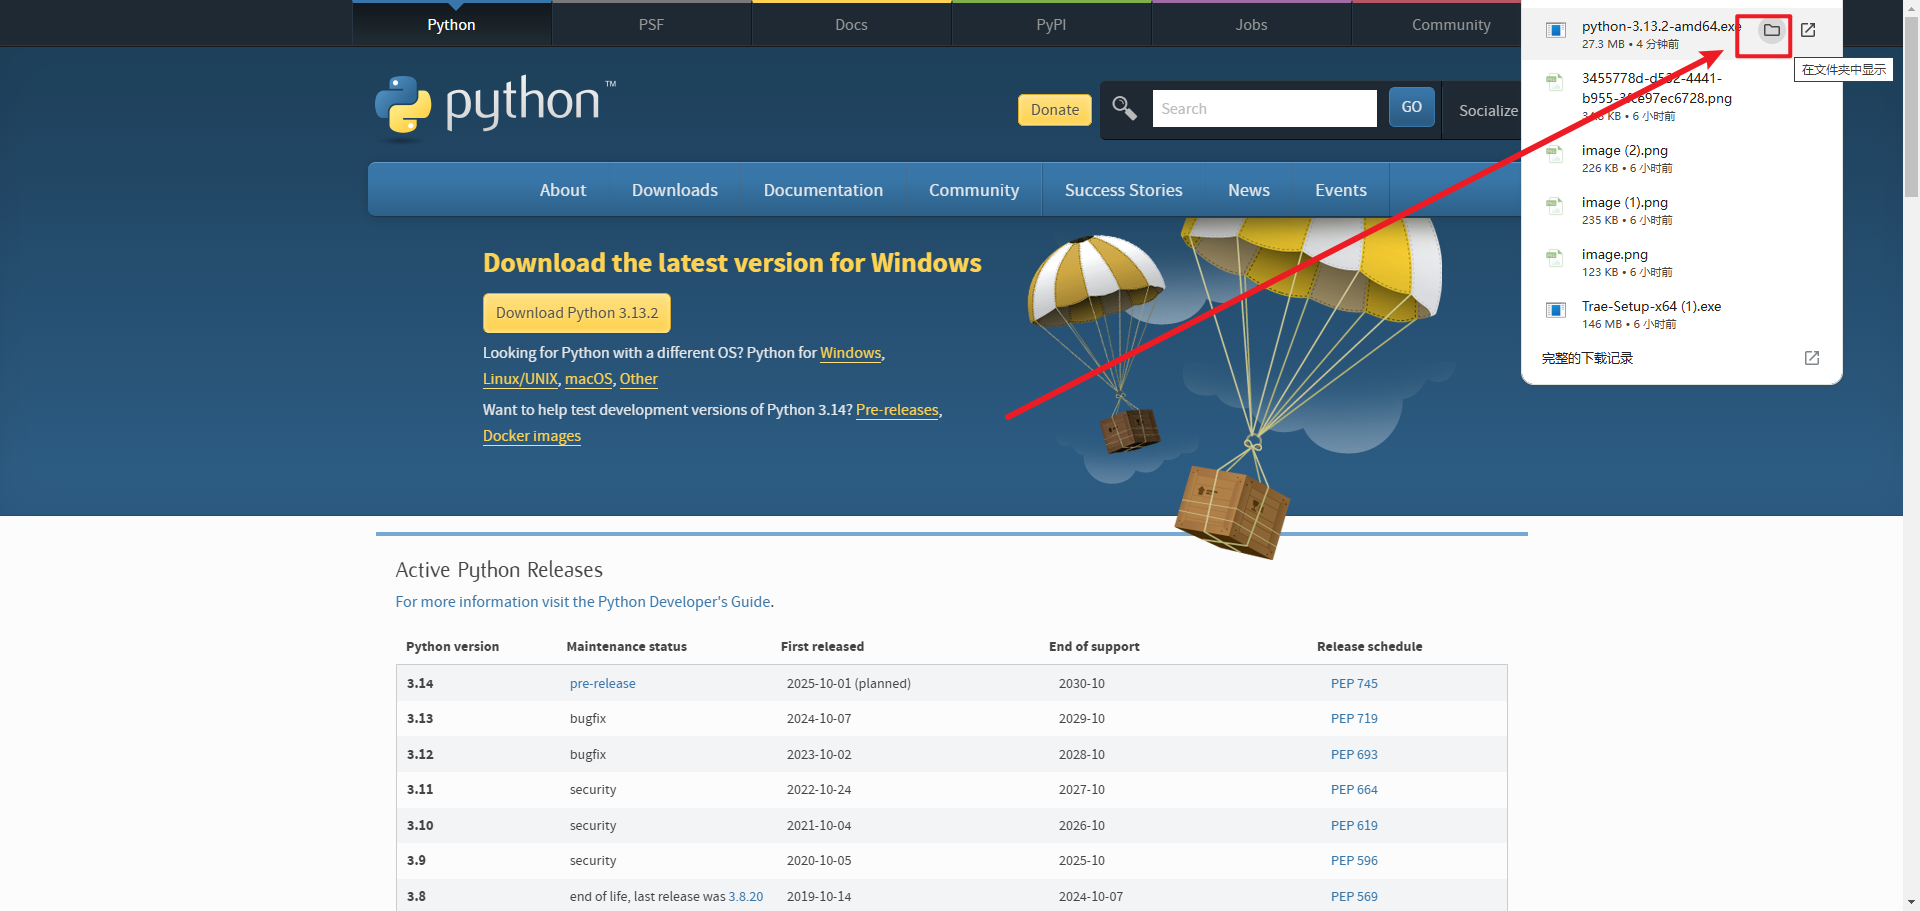 Python
PSF
Docs
PyPI
Jobs
Community
python™
Donate
Search
GO
Socialize
About
Downloads
Documentation
Community
Success Stories
News
Events
Download the latest version for Windows
Download Python 3.13.2
Looking for Python with a different OS? Python for Windows,
Linux/UNIX, macOS, Other
Want to help test development versions of Python 3.14? Pre-releases,
Docker images
python-3.13.2-amd64.exe
27.3 MB • 4 分钟前
在文件夹中显示
3455778d-d532-4441-
6 小时前
image (2).png
226 KB • 6 小时前
image (1).png
235 KB • 6 小时前
image.png
123 KB • 6 小时前
Trae-Setup-x64 (1).exe
146 MB • 6 小时前
完整的下载记录
Active Python Releases
For more information visit the Python Developer's Guide.
Python version Maintenance status First released End of support Release schedule
3.14 pre-release 2025-10-01 (planned) 2030-10 PEP 745
3.13 bugfix 2024-10-07 2029-10 PEP 719
3.12 bugfix 2023-10-02 2028-10 PEP 693
3.11 security 2022-10-24 2027-10 PEP 664
3.10 security 2021-10-04 2026-10 PEP 619
3.9 security 2020-10-05 2025-10 PEP 596
3.8 end of life, last release was 3.8.20 2019-10-14 2024-10-07 PEP 569